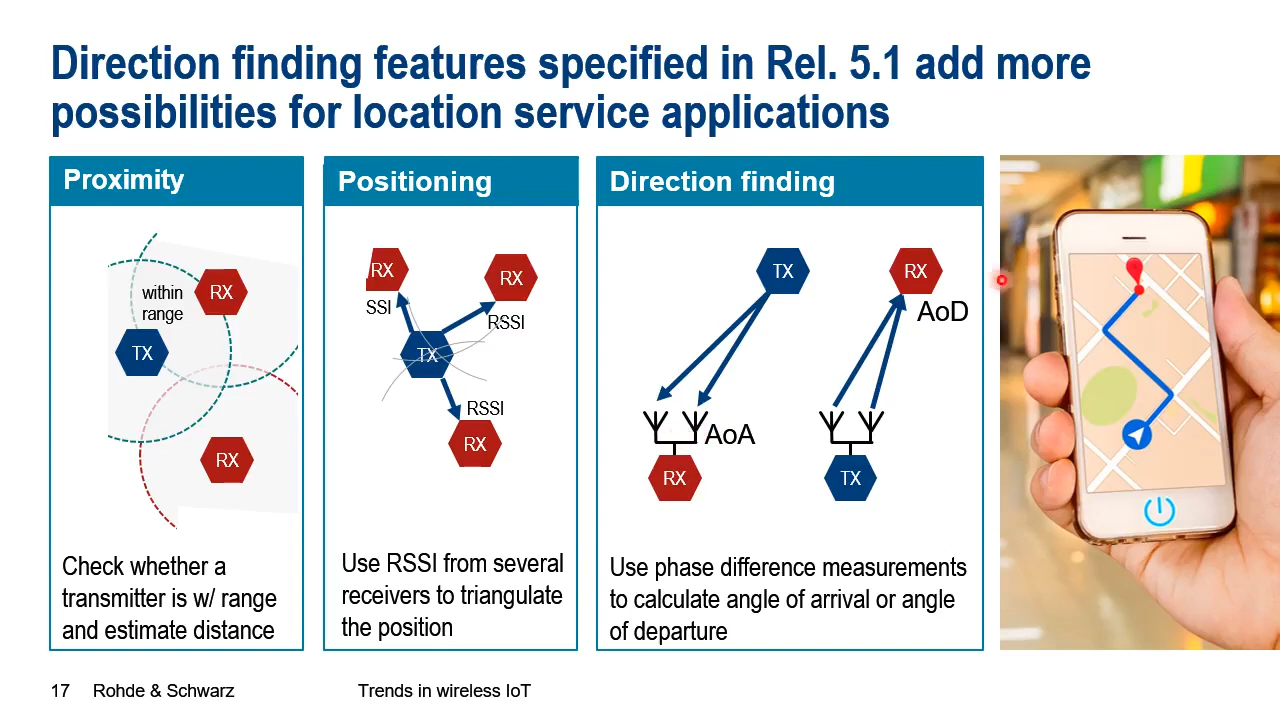 Direction finding features specified in Rel. 5.1 add more
possibilities for location service applications
Proximity
within
range
RX
TX
RX
Check whether a
transmitter is w/ range
and estimate distance
Positioning
RX
RX
SSI
RSSI
TX
RSSI
RX
Use RSSI from several
receivers to triangulate
the position
Direction finding
TX
RX
AoD
AoA
RX
TX
Use phase difference measurements
to calculate angle of arrival or angle
of departure
17 Rohde & Schwarz Trends in wireless IoT